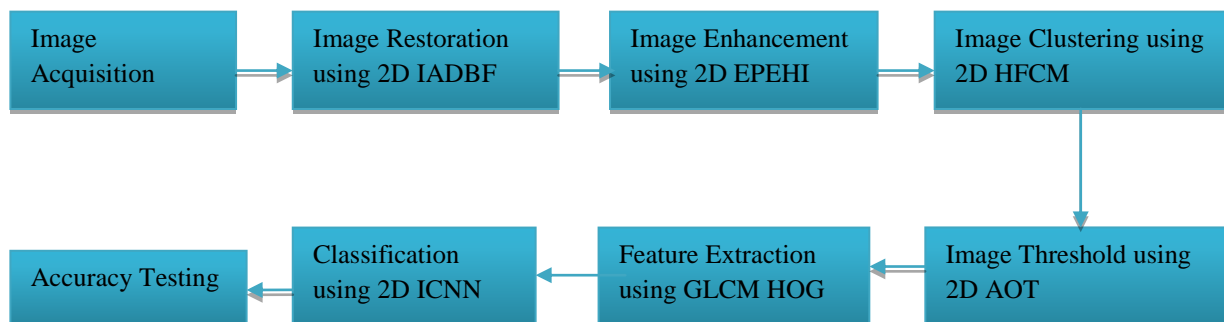 Image
Acquisition
Image Restoration
using 2D IADBF
Image Enhancement
using 2D EPEHI
Image Clustering using
2D HFCM
Image Threshold using
2D AOT
Feature Extraction
using GLCM HOG
Classification
using 2D ICNN
Accuracy Testing